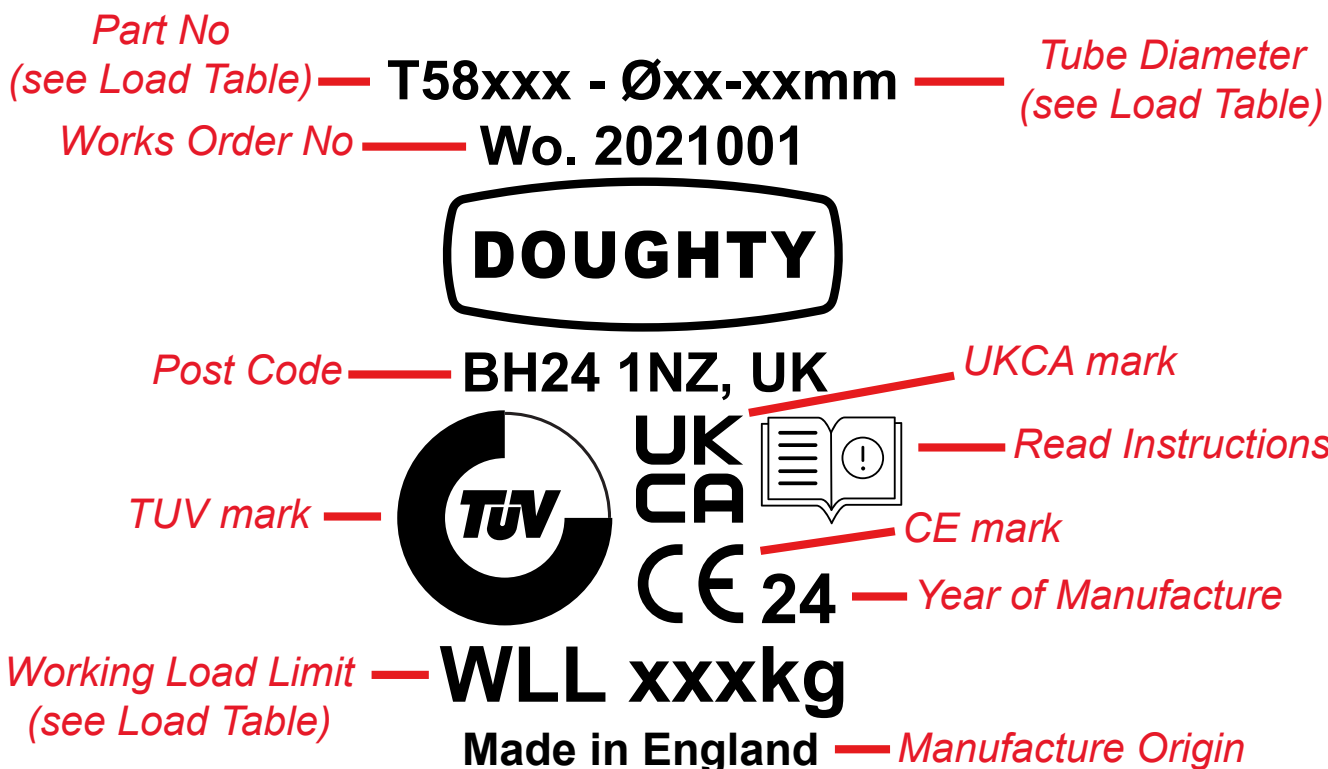 Part No
(see Load Table)
T58xxx - Øxx-xxmm
Tube Diameter
(see Load Table)
Works Order No
Wo. 2021001
DOUGHTY
Post Code
BH24 1NZ, UK
UKCA mark
UK
CA
Read Instructions
!
TUV mark
TÜV
CE mark
CE 24
Year of Manufacture
Working Load Limit
(see Load Table)
WLL xxxkg
Made in England
Manufacture Origin